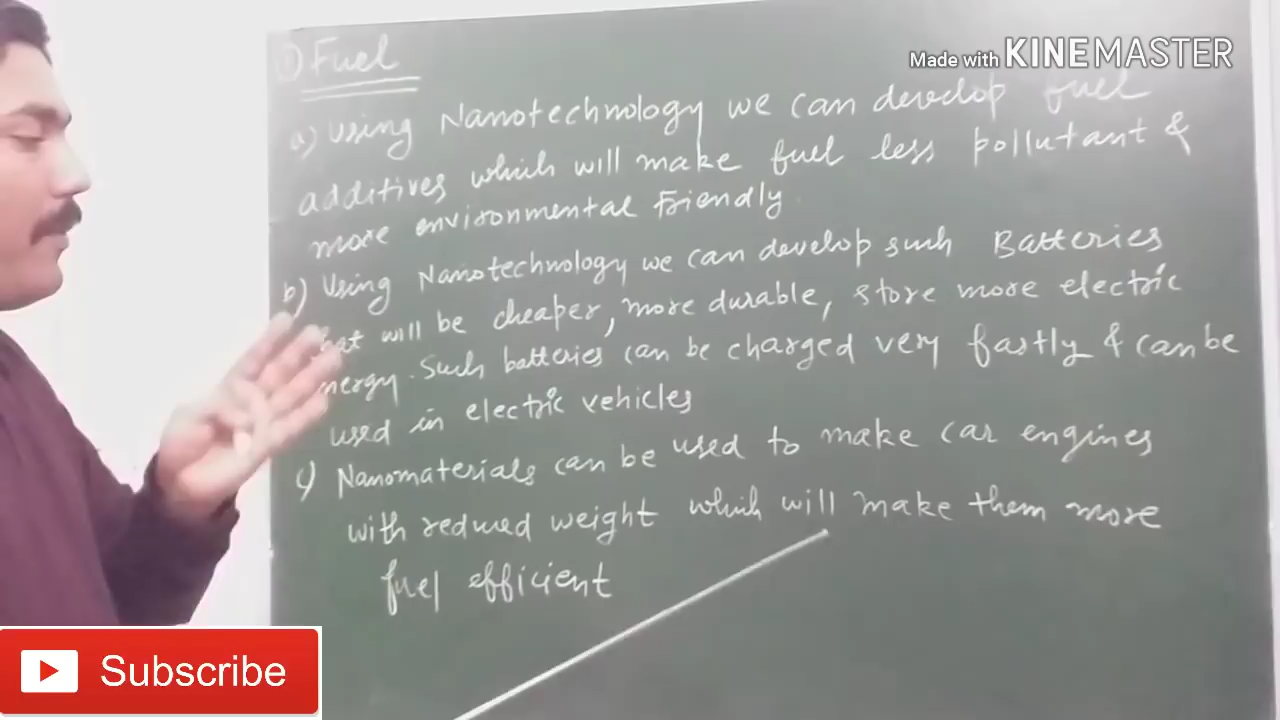 Made with KINEMASTER
① Fuel
a) Using Nanotechnology we can develop fuel
additives which will make fuel less pollutant &
more environmental Friendly.
b) Using Nanotechnology we can develop such Batteries
that will be cheaper, more durable, store more electric
energy. Such batteries can be charged very fastly & can be
used in electric vehicles
c) Nanomaterials can be used to make car engines
with reduced weight which will make them more
fuel efficient
Subscribe